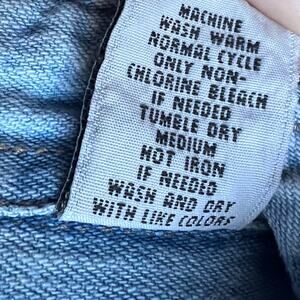 MACHINE
WASH WARM
NORMAL CYCLE
ONLY NON-
CHLORINE BLEACH
IF NEEDED
TUMBLE DRY
MEDIUM
HOT IRON
IF NEEDED
WASH AND DRY
WITH LIKE COLORS